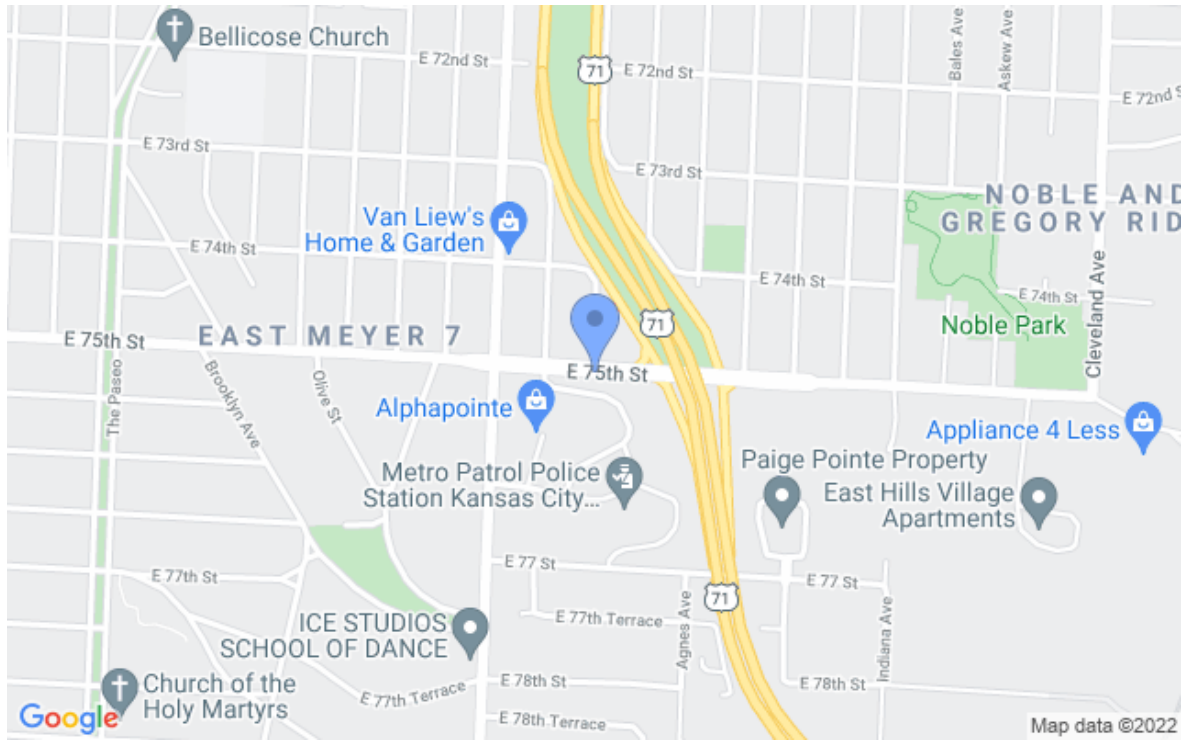 Bellicose Church
E 72nd St
71
E 72nd St
Bales Ave
Askew Ave
E 72nd St
E 73rd St
E 73rd St
NOBLE AND
GREGORY RID
Van Liew's
Home & Garden
E 74th St
E 74th St
E 74th St
Noble Park
Cleveland Ave
71
E 75th St
EAST MEYER 7
E 75th St
The Paseo
Brooklyn Ave
Olive St
Alphapointe
Appliance 4 Less
Metro Patrol Police
Station Kansas City...
Paige Pointe Property
East Hills Village
Apartments
E 77th St
E 77 St
E 77 St
71
ICE STUDIOS
SCHOOL OF DANCE
E 77th Terrace
Agnes Ave
Indiana Ave
Church of the
Holy Martyrs
E 77th Terrace
E 78th St
E 78th St
E 78th Terrace
Google
Map data ©2022